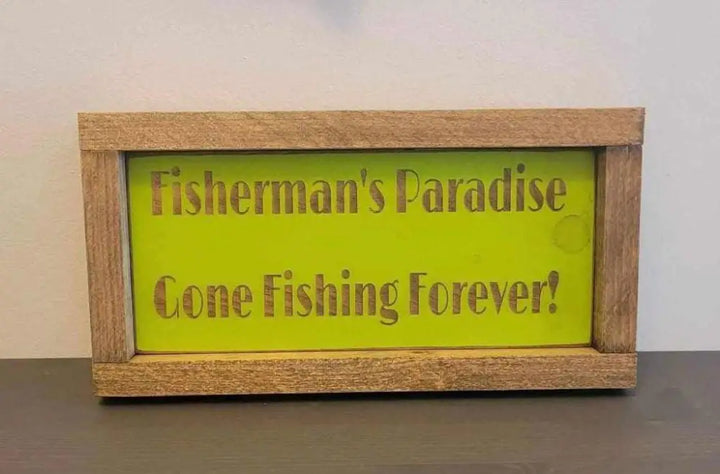 Fisherman's Paradise
Gone Fishing Forever!